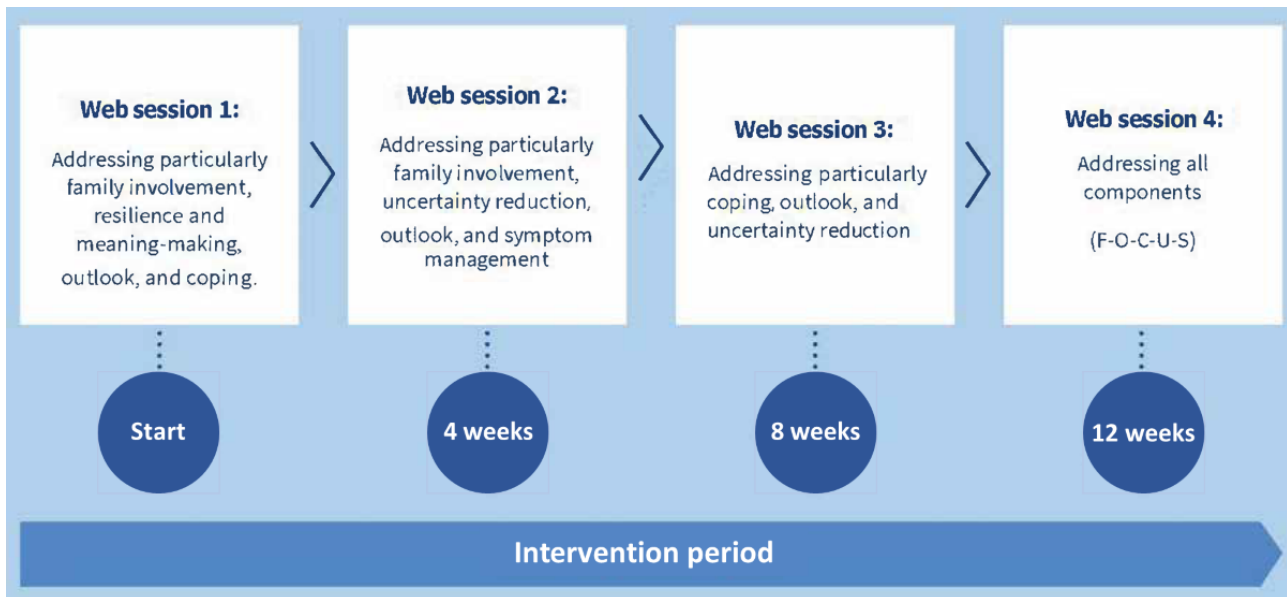 Web session 1:
Addressing particularly
family involvement,
resilience and
meaning-making,
outlook, and coping.
Web session 2:
Addressing particularly
family involvement,
uncertainty reduction,
outlook, and symptom
management
Web session 3:
Addressing particularly
coping, outlook, and
uncertainty reduction
Web session 4:
Addressing all
components
(F-O-C-U-S)
Start
4 weeks
8 weeks
12 weeks
Intervention period